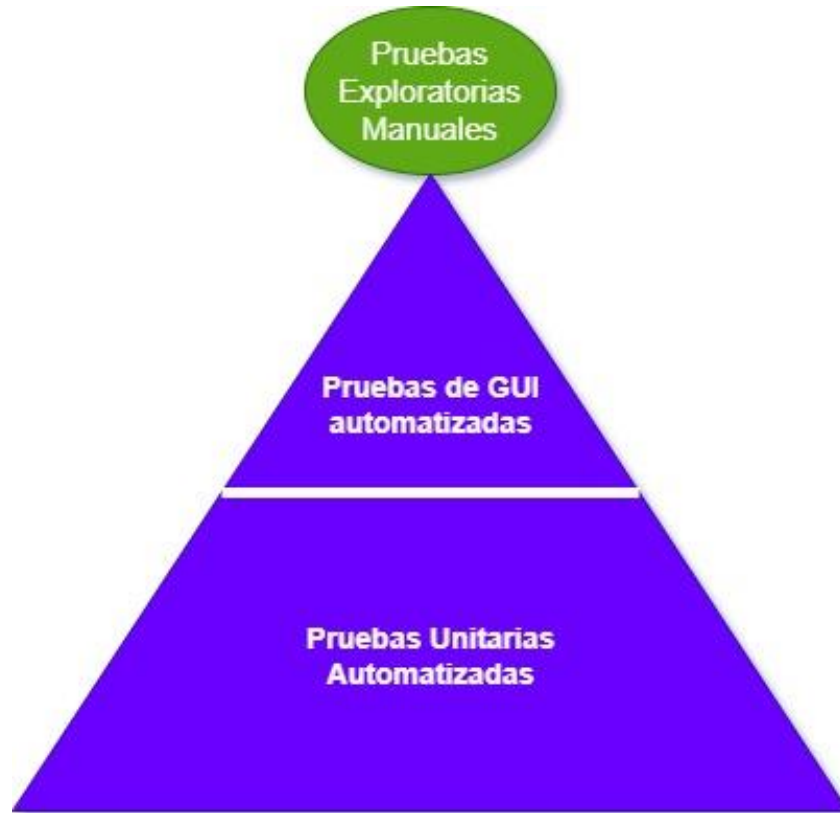 Pruebas
Exploratorias
Manuales
Pruebas de GUI
automatizadas
Pruebas Unitarias
Automatizadas